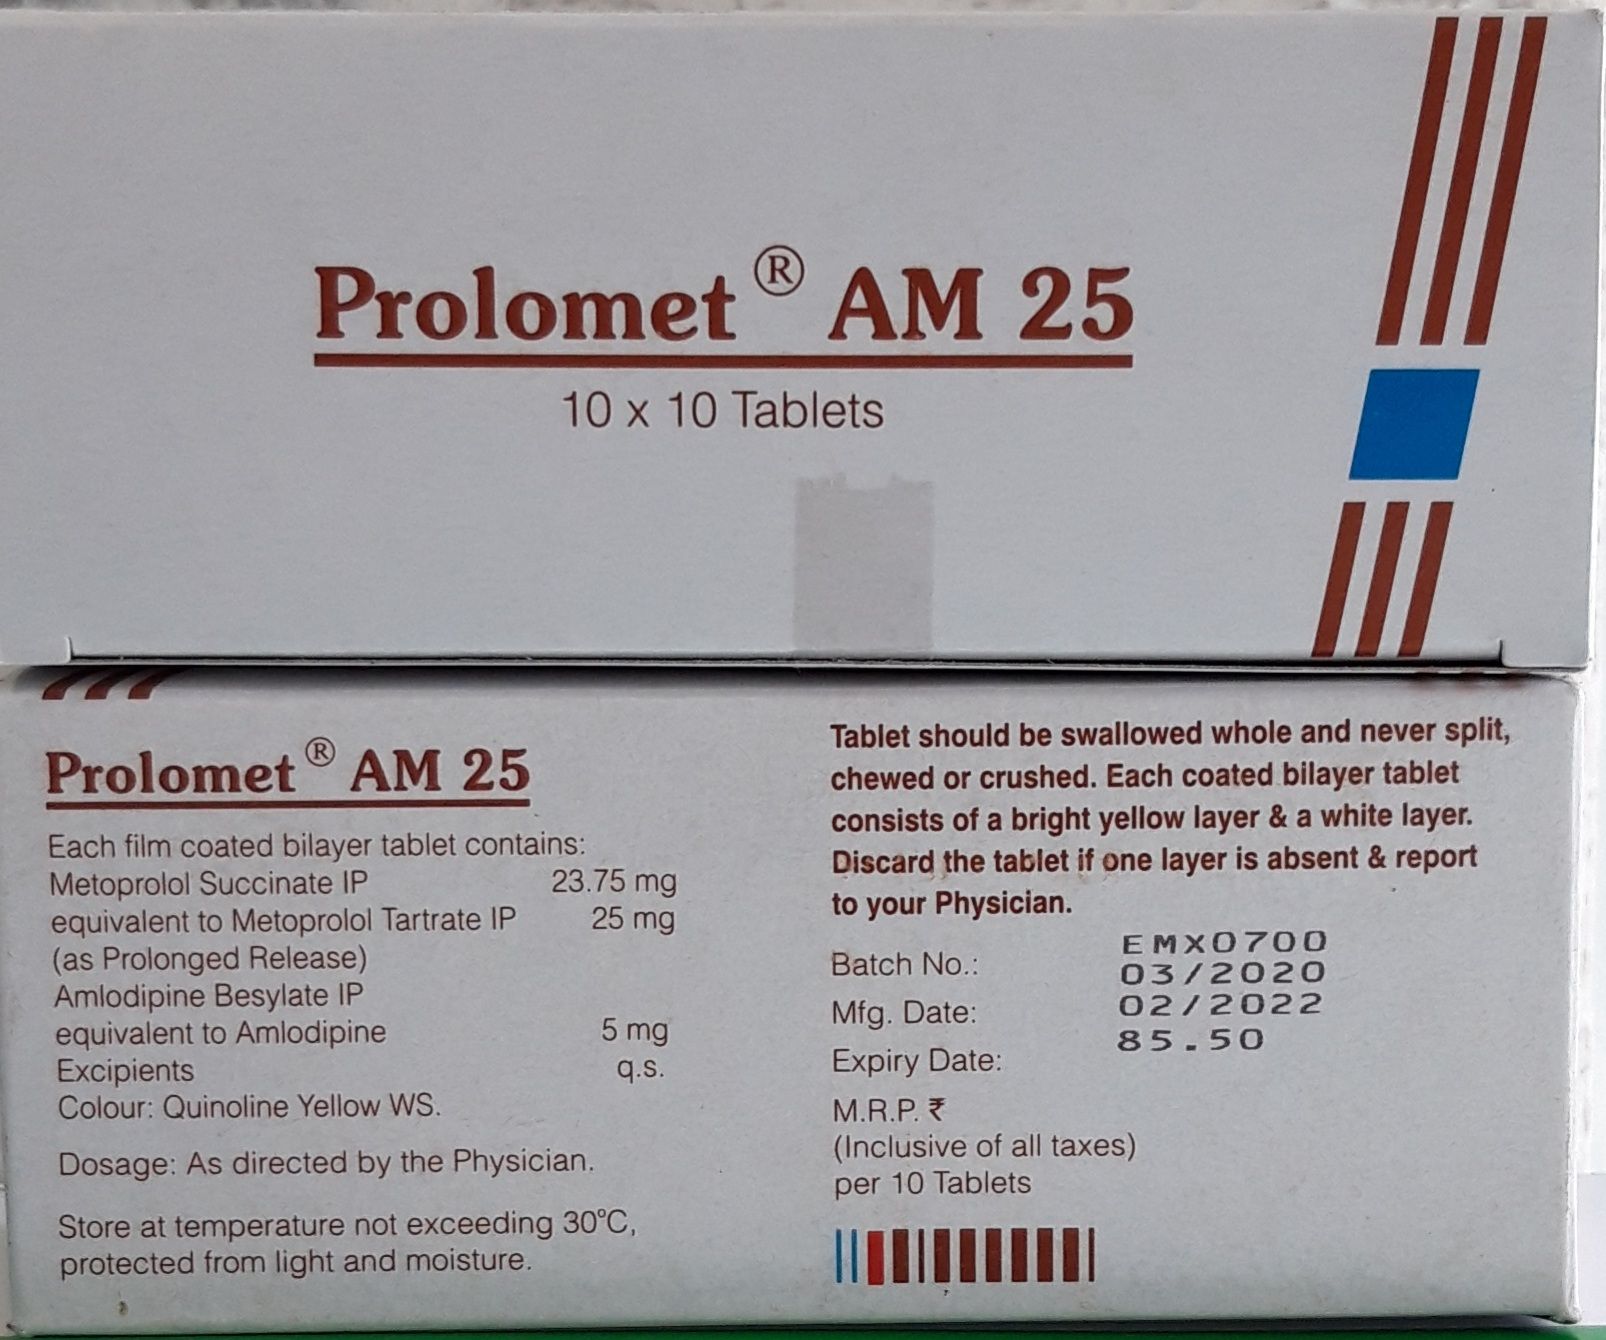 Prolomet ® AM 25
10 x 10 Tablets
Prolomet ® AM 25
Each film coated bilayer tablet contains:
Metoprolol Succinate IP 23.75 mg
equivalent to Metoprolol Tartrate IP 25 mg
(as Prolonged Release)
Amlodipine Besylate IP
equivalent to Amlodipine 5 mg
Excipients q.s.
Colour: Quinoline Yellow WS.
Dosage: As directed by the Physician.
Store at temperature not exceeding 30°C,
protected from light and moisture.
Tablet should be swallowed whole and never split,
chewed or crushed. Each coated bilayer tablet
consists of a bright yellow layer & a white layer.
Discard the tablet if one layer is absent & report
to your Physician.
Batch No.: EMX0700
Mfg. Date: 03/2020
Expiry Date: 02/2022
M.R.P. ₹ 85.50
(Inclusive of all taxes)
per 10 Tablets